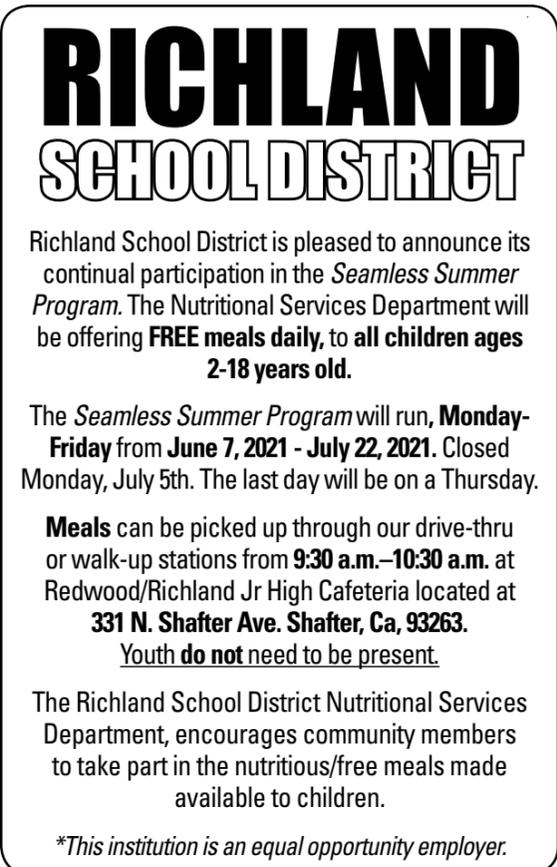 RICHLAND
SCHOOL DISTRICT
Richland School District is pleased to announce its
continual participation in the Seamless Summer
Program. The Nutritional Services Department will
be offering FREE meals daily, to all children ages
2-18 years old.
The Seamless Summer Program will run, Monday-
Friday from June 7, 2021 - July 22, 2021. Closed
Monday, July 5th. The last day will be on a Thursday.
Meals can be picked up through our drive-thru
or walk-up stations from 9:30 a.m.–10:30 a.m. at
Redwood/Richland Jr High Cafeteria located at
331 N. Shafter Ave. Shafter, Ca, 93263.
Youth do not need to be present.
The Richland School District Nutritional Services
Department, encourages community members
to take part in the nutritious/free meals made
available to children.
*This institution is an equal opportunity employer.